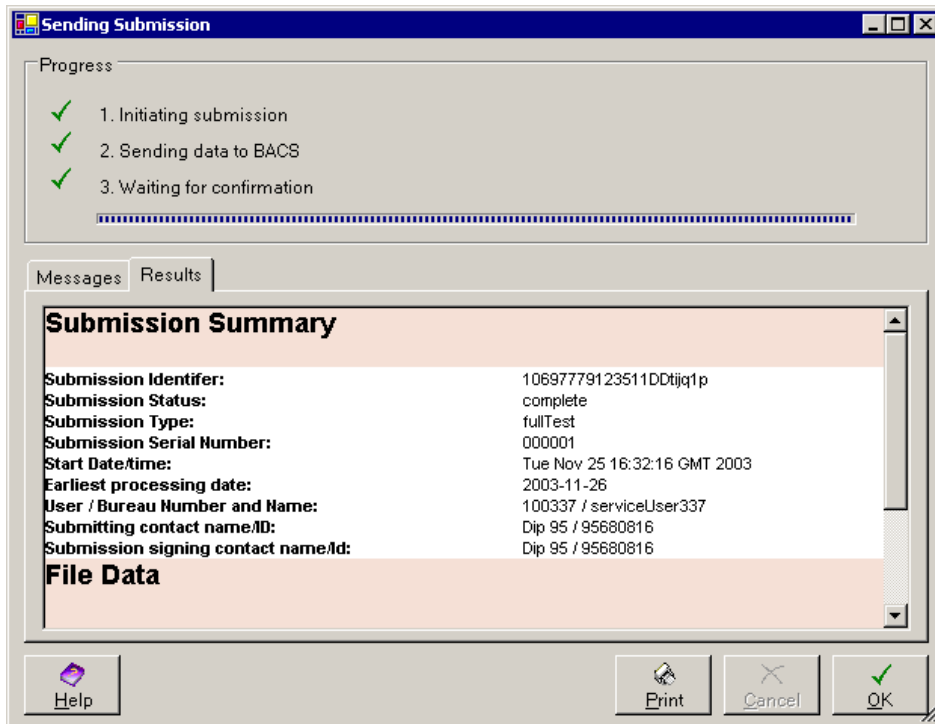 Sending Submission
Progress
1. Initiating submission
2. Sending data to BACS
3. Waiting for confirmation
Messages Results
Submission Summary
Submission Identifer: 10697779123511DDtijq1p
Submission Status: complete
Submission Type: fullTest
Submission Serial Number: 000001
Start Date/time: Tue Nov 25 16:32:16 GMT 2003
Earliest processing date: 2003-11-26
User / Bureau Number and Name: 100337 / serviceUser337
Submitting contact name/ID: Dip 95 / 95680816
Submission signing contact name/Id: Dip 95 / 95680816
File Data
Help Print Cancel OK